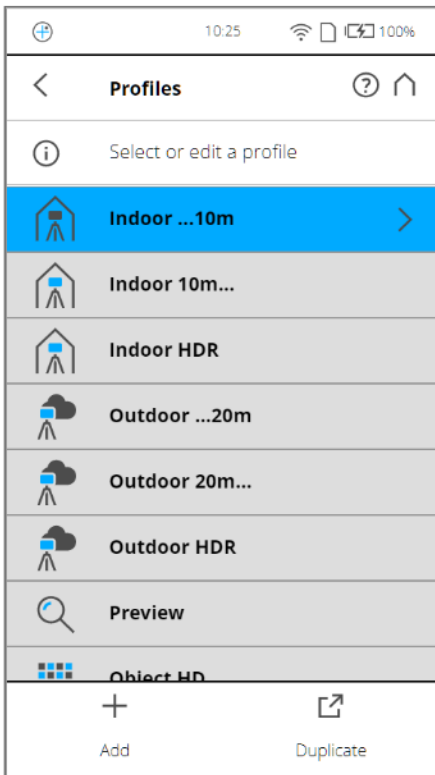 10:25 100%
Profiles
Select or edit a profile
Indoor ...10m
Indoor 10m...
Indoor HDR
Outdoor ...20m
Outdoor 20m...
Outdoor HDR
Preview
Object HD
Add Duplicate